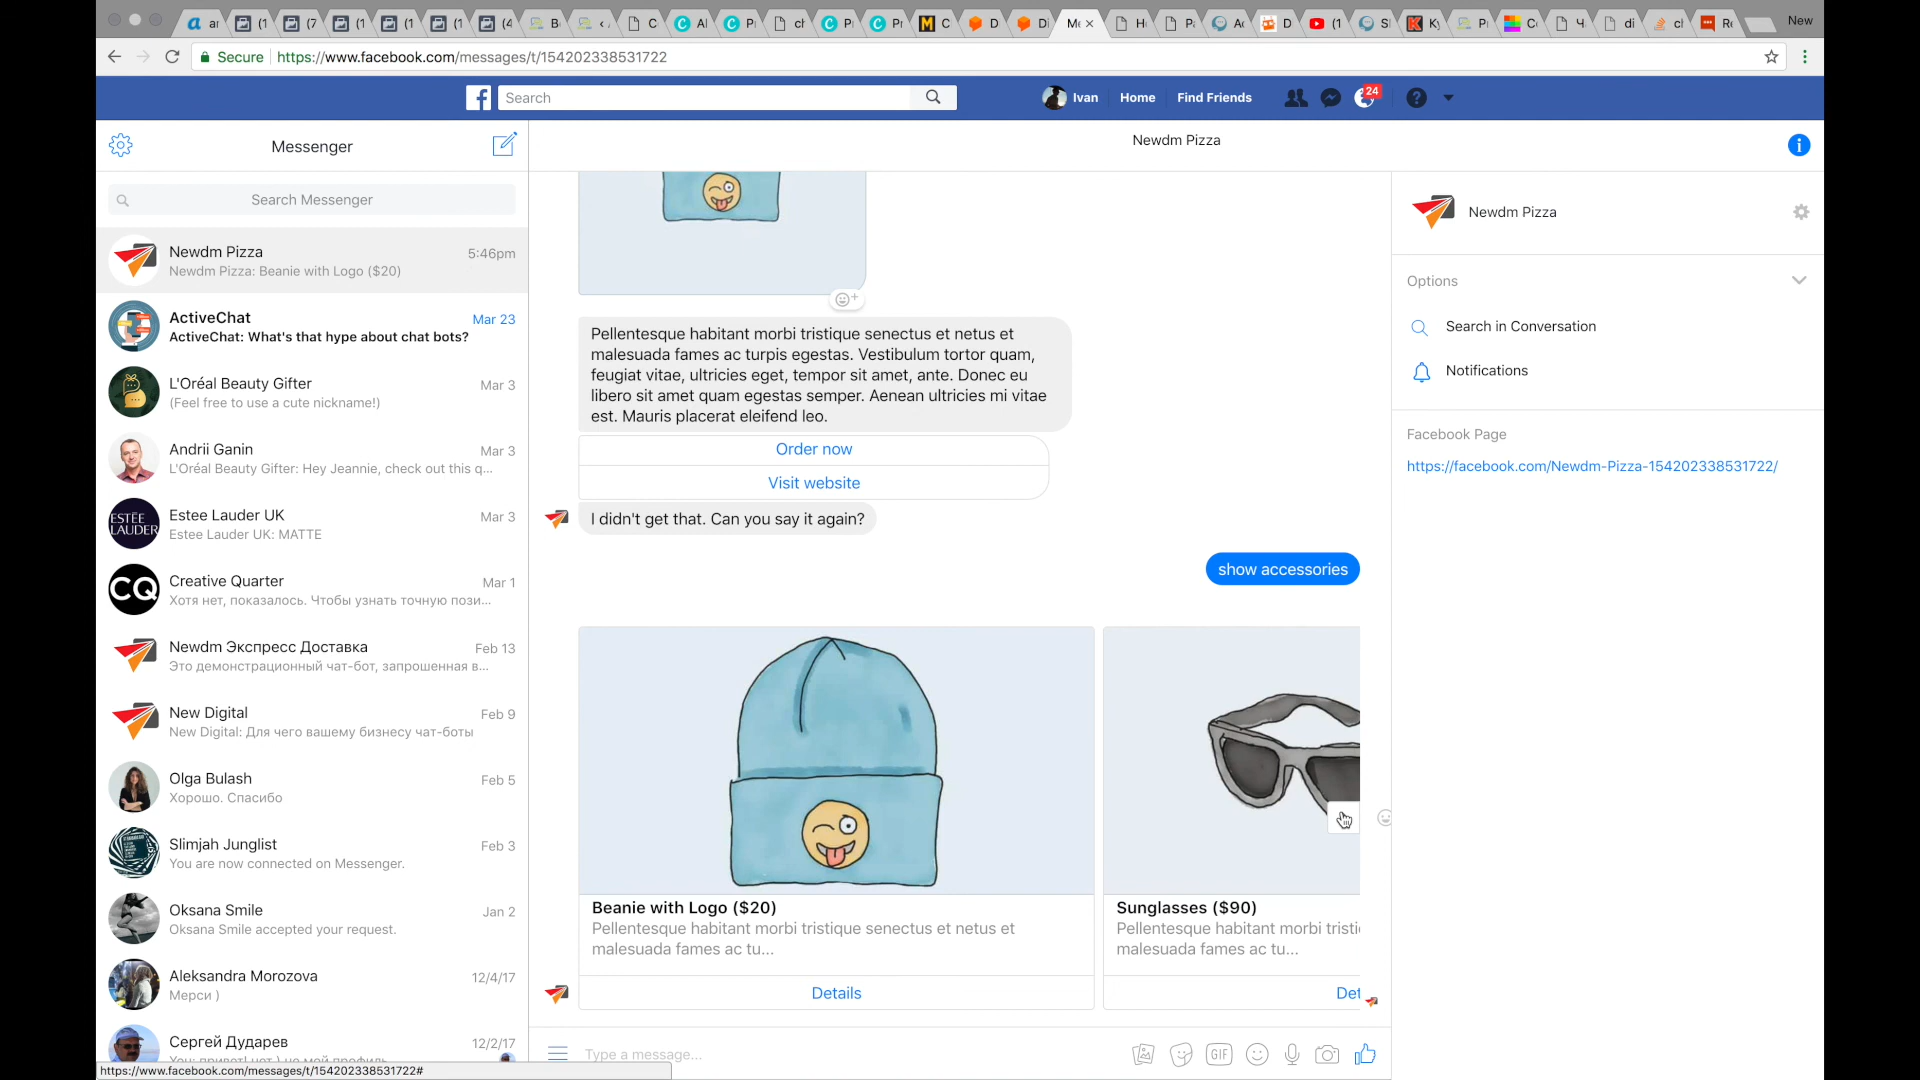 New
Secure
https://www.facebook.com/messages/t/154202338531722
Search
Ivan
Home
Find Friends
24
Messenger
Newdm Pizza
Search Messenger
Newdm Pizza
5:46pm
Newdm Pizza: Beanie with Logo ($20)
ActiveChat
Mar 23
ActiveChat: What's that hype about chat bots?
L'Oréal Beauty Gifter
Mar 3
(Feel free to use a cute nickname!)
Andrii Ganin
Mar 3
L'Oréal Beauty Gifter: Hey Jeannie, check out this q...
ESTĒE
LAUDER
Estee Lauder UK
Mar 3
Estee Lauder UK: MATTE
CQ
Creative Quarter
Mar 1
Хотя нет, показалось. Чтобы узнать точную пози...
Newdm Экспресс Доставка
Feb 13
Это демонстрационный чат-бот, запрошенная в...
New Digital
Feb 9
New Digital: Для чего вашему бизнесу чат-боты
Olga Bulash
Feb 5
Хорошо. Спасибо
Slimjah Junglist
Feb 3
You are now connected on Messenger.
Oksana Smile
Jan 2
Oksana Smile accepted your request.
Aleksandra Morozova
12/4/17
Мерси )
Сергей Дударев
12/2/17
https://www.facebook.com/messages/t/154202338531722#
Pellentesque habitant morbi tristique senectus et netus et
malesuada fames ac turpis egestas. Vestibulum tortor quam,
feugiat vitae, ultricies eget, tempor sit amet, ante. Donec eu
libero sit amet quam egestas semper. Aenean ultricies mi vitae
est. Mauris placerat eleifend leo.
Order now
Visit website
I didn't get that. Can you say it again?
show accessories
Beanie with Logo ($20)
Pellentesque habitant morbi tristique senectus et netus et
malesuada fames ac tu...
Details
Sunglasses ($90)
Pellentesque habitant morbi tristi
malesuada fames ac tu...
Det
Type a message...
GIF
Newdm Pizza
Options
Search in Conversation
Notifications
Facebook Page
https://facebook.com/Newdm-Pizza-154202338531722/